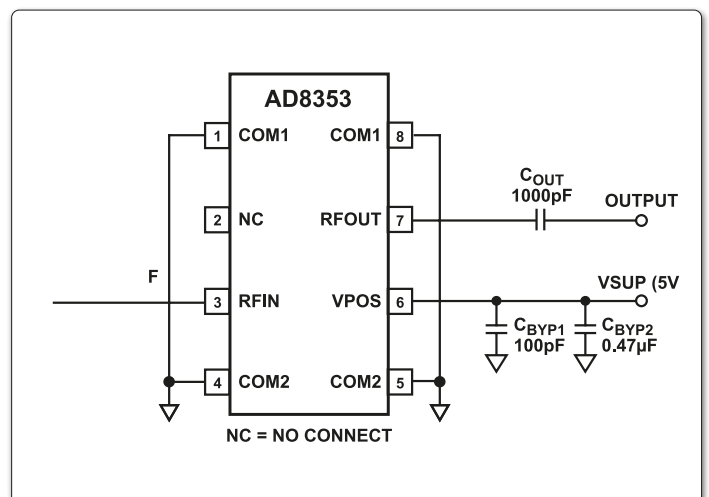 AD8353
1 COM1 COM1 8
C_OUT
1000pF
OUTPUT
2 NC RFOUT 7
F
VSUP (5V
3 RFIN VPOS 6
C_BYP1
100pF
C_BYP2
0.47µF
4 COM2 COM2 5
NC = NO CONNECT